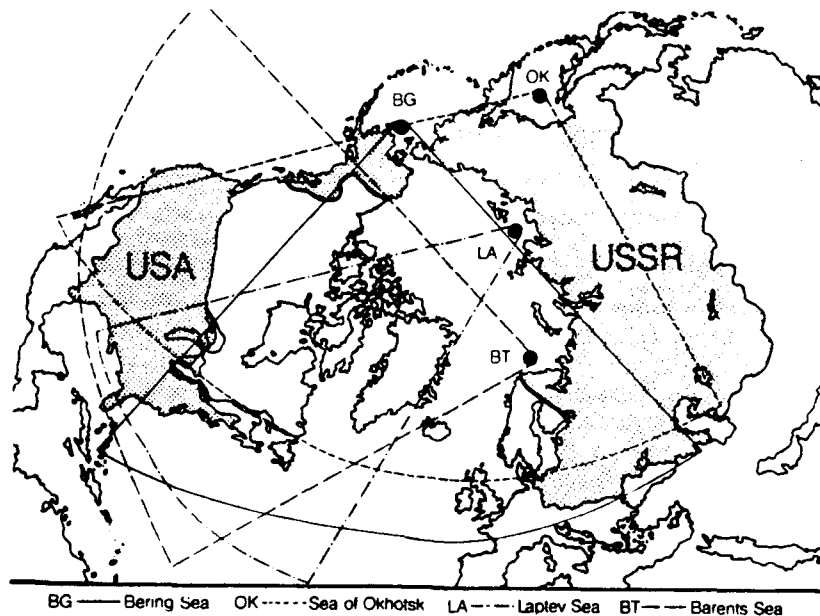 OK
BG
USA
LA
USSR
BT
BG Bering Sea OK Sea of Okhotsk LA Laptev Sea BT Barents Sea